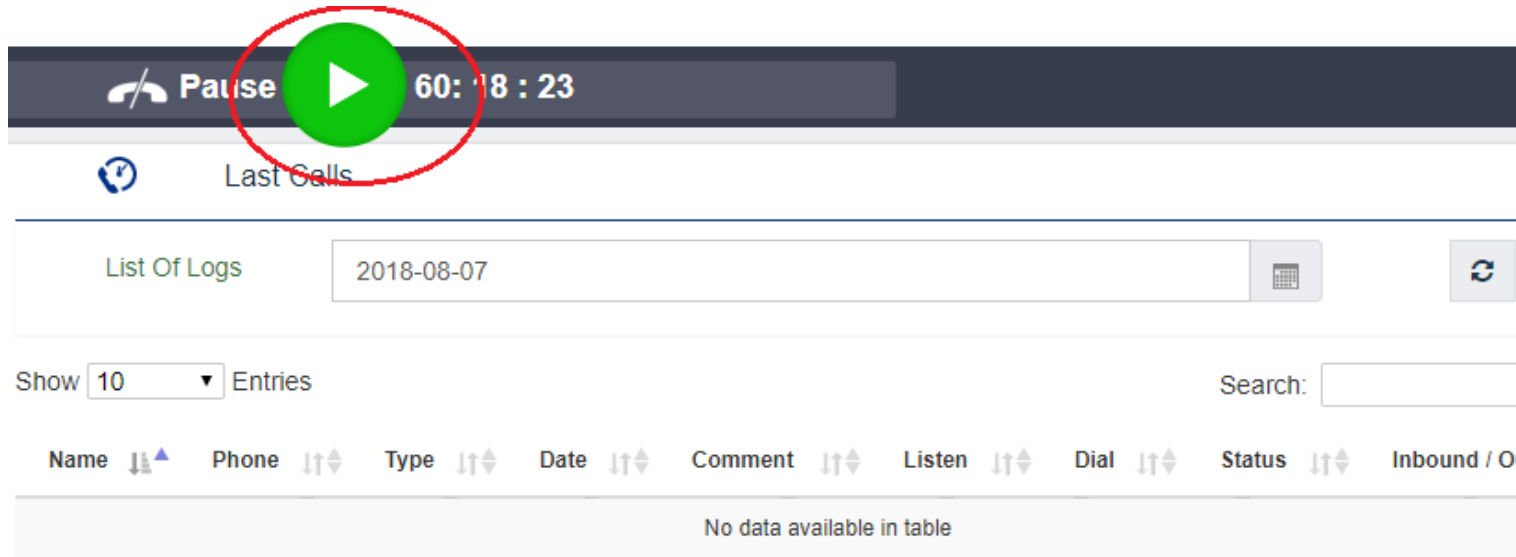 Pause 60: 18 : 23
Last Calls
List Of Logs 2018-08-07
Show 10 Entries Search:
Name Phone Type Date Comment Listen Dial Status Inbound / O
No data available in table